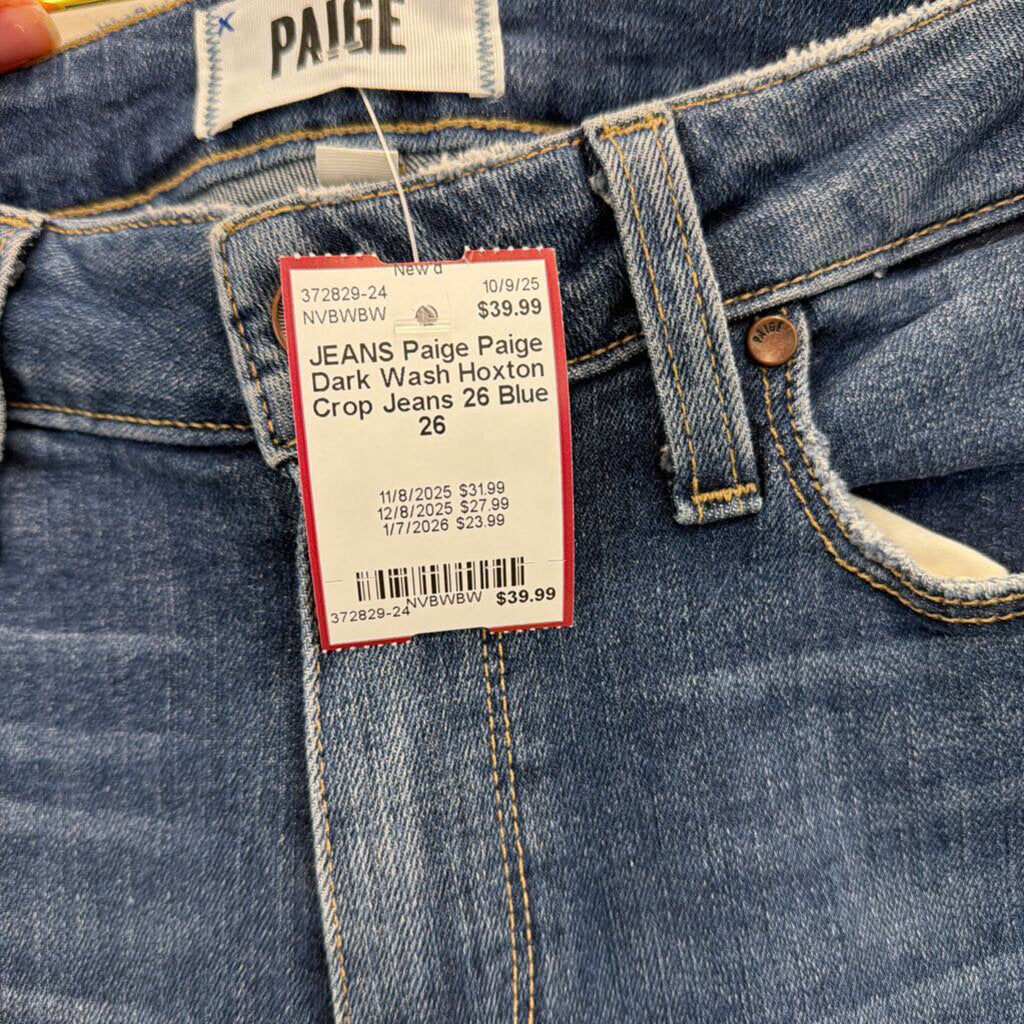 PAIGE
New d
372829-24 10/9/25
NVBWBW $39.99
JEANS Paige Paige
Dark Wash Hoxton
Crop Jeans 26 Blue
26
11/8/2025 $31.99
12/8/2025 $27.99
1/7/2026 $23.99
372829-24 NVBWBW $39.99
PAIGE